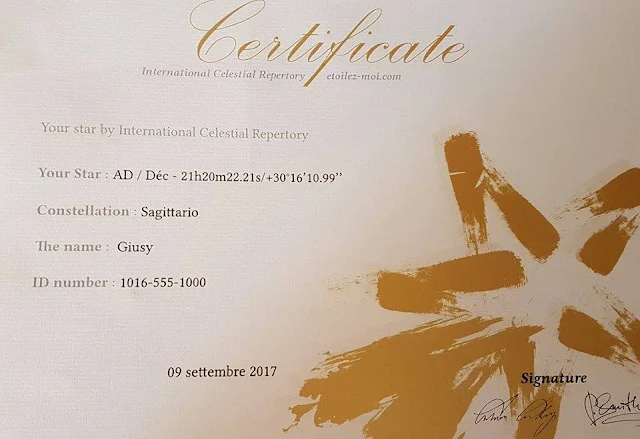 Certificate
International Celestial Repertory etoilez-moi.com
Your star by International Celestial Repertory
Your Star : AD / Déc - 21h20m22.21s/+30°16'10.99''
Constellation : Sagittario
The name : Giusy
ID number : 1016-555-1000
09 settembre 2017
Signature